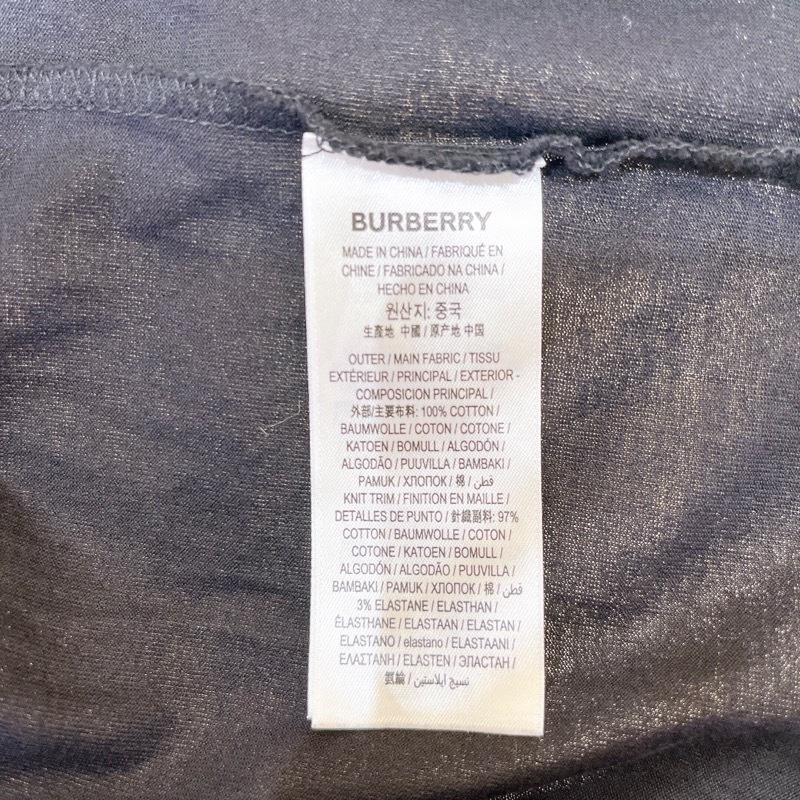 BURBERRY
MADE IN CHINA / FABRIQUÉ EN
CHINE / FABRICADO NA CHINA /
HECHO EN CHINA
원산지: 중국
生產地 中國 / 原产地 中国
OUTER / MAIN FABRIC / TISSU
EXTÉRIEUR / PRINCIPAL / EXTERIOR -
COMPOSICION PRINCIPAL /
外部/主要布料: 100% COTTON /
BAUMWOLLE / COTON / COTONE /
KATOEN / BOMULL / ALGODÓN /
ALGODÃO / PUUVILLA / BAMBAKI /
PAMUK / ХЛОПОК / 棉 / قطن /
KNIT TRIM / FINITION EN MAILLE /
DETALLES DE PUNTO / 針織副料: 97%
COTTON / BAUMWOLLE / COTON /
COTONE / KATOEN / BOMULL /
ALGODÓN / ALGODÃO / PUUVILLA /
BAMBAKI / PAMUK / ХЛОПОК / 棉 / قطن
3% ELASTANE / ELASTHAN /
ÉLASTHANE / ELASTAAN / ELASTAN /
ELASTANO / elastano / ELASTAANI /
ΕΛΑΣΤΑΝΗ / ELASTEN / ЭЛАСТАН /
氨綸 / نسيج ايلاستين